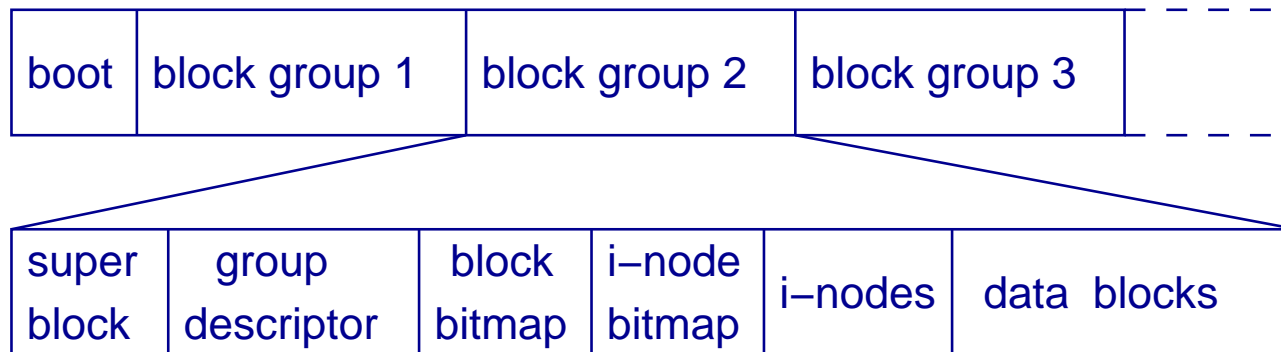 boot block group 1 block group 2 block group 3
super group block i−node i−nodes data blocks
block descriptor bitmap bitmap